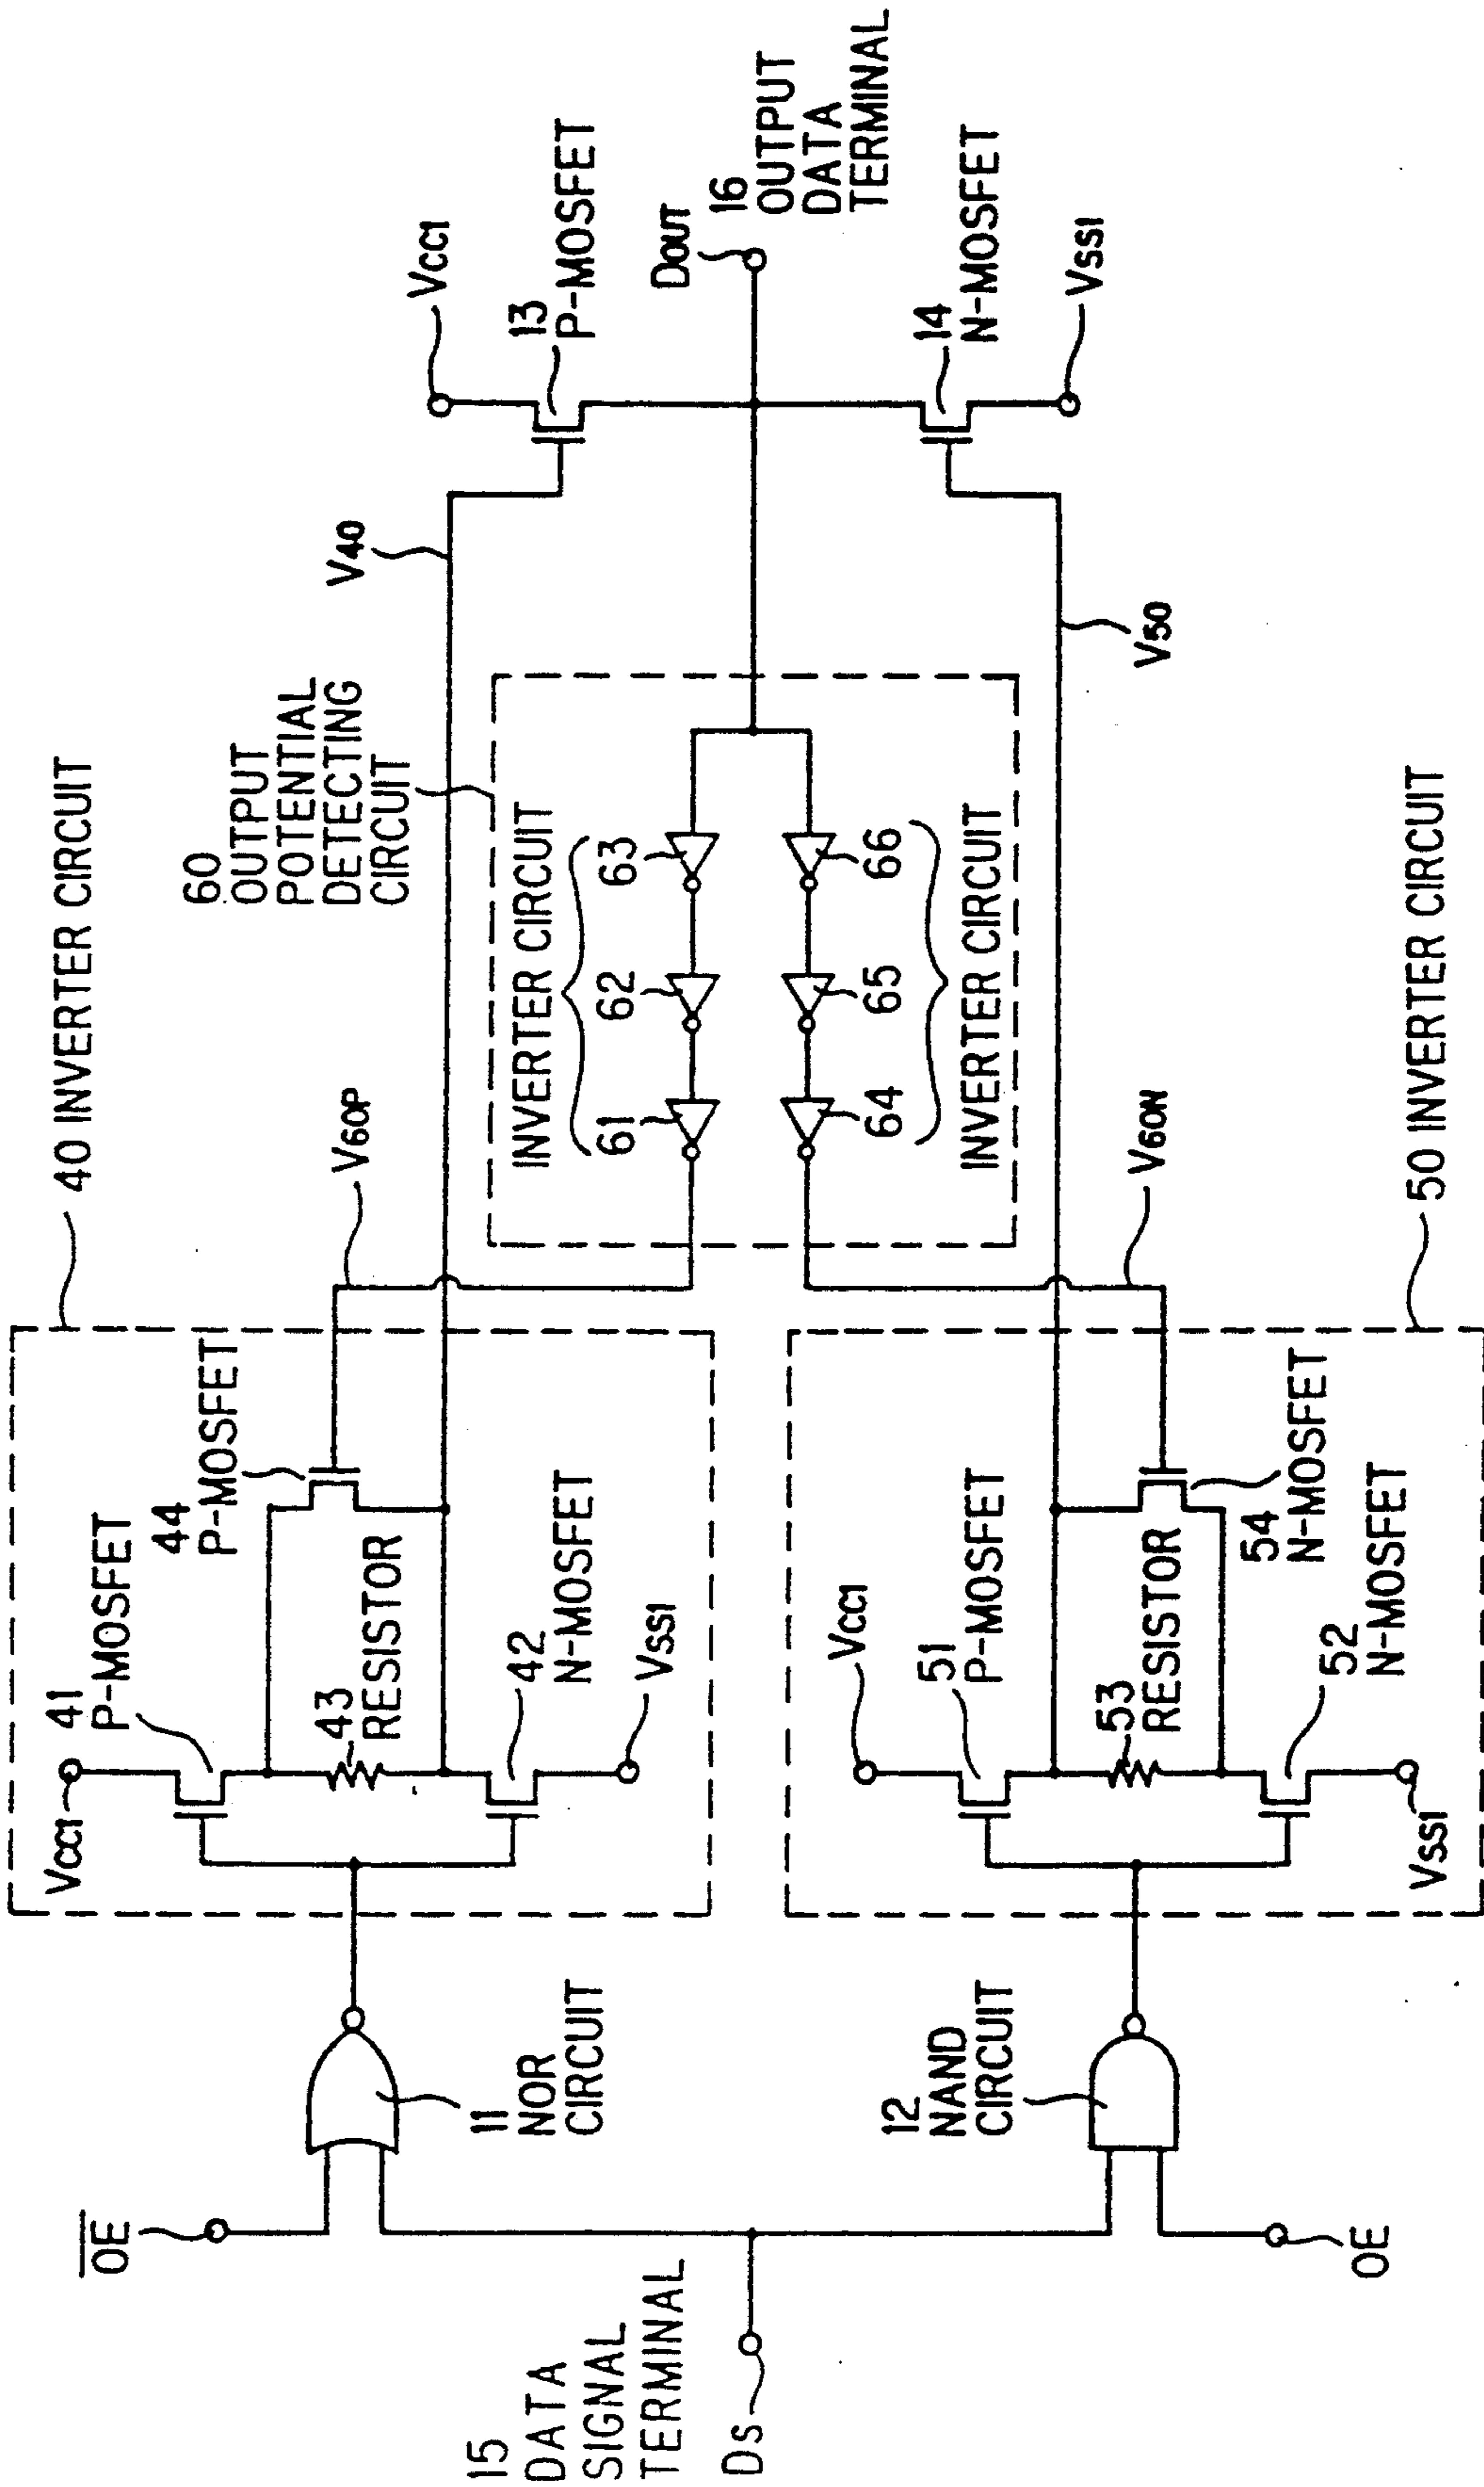 40 INVERTER CIRCUIT
60
OUTPUT
POTENTIAL
DETECTING
CIRCUIT
41
P-MOSFET
44
P-MOSFET
VCC1
43
RESISTOR
42
N-MOSFET
VSS1
V60P
V40
VCC1
13
P-MOSFET
OE
11
NOR
CIRCUIT
INVERTER CIRCUIT
61
62
63
DOUT
16
OUTPUT
DATA
TERMINAL
15
DATA
SIGNAL
TERMINAL
DS
64
65
66
INVERTER CIRCUIT
12
NAND
CIRCUIT
OE
VCC1
51
P-MOSFET
53
RESISTOR
54
N-MOSFET
52
N-MOSFET
VSS1
V60N
V50
14
N-MOSFET
VSS1
50 INVERTER CIRCUIT